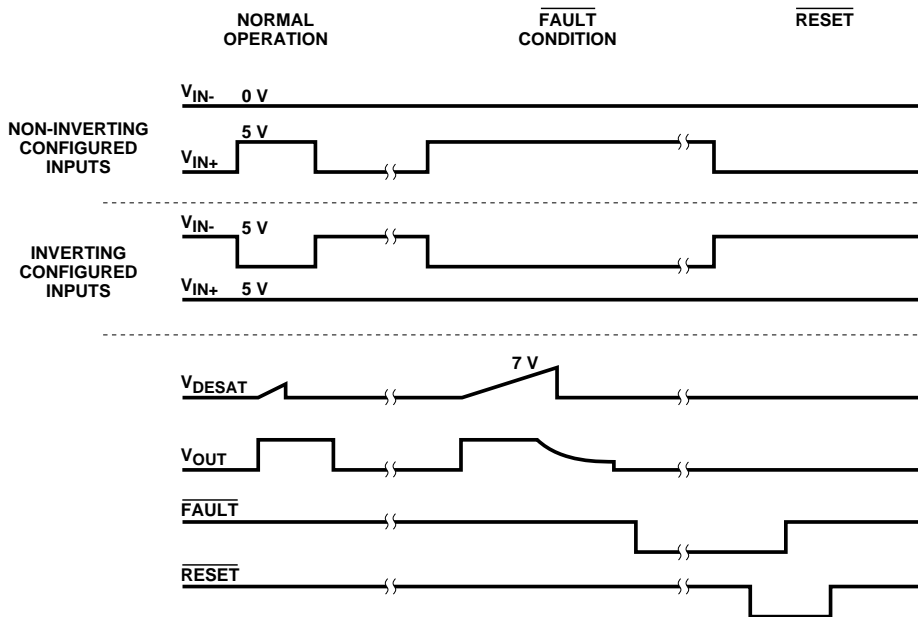 NORMAL
OPERATION
FAULT
CONDITION
RESET
NON-INVERTING
CONFIGURED
INPUTS
VIN- 0 V
5 V
VIN+
INVERTING
CONFIGURED
INPUTS
VIN- 5 V
VIN+ 5 V
7 V
VDESAT
VOUT
FAULT
RESET